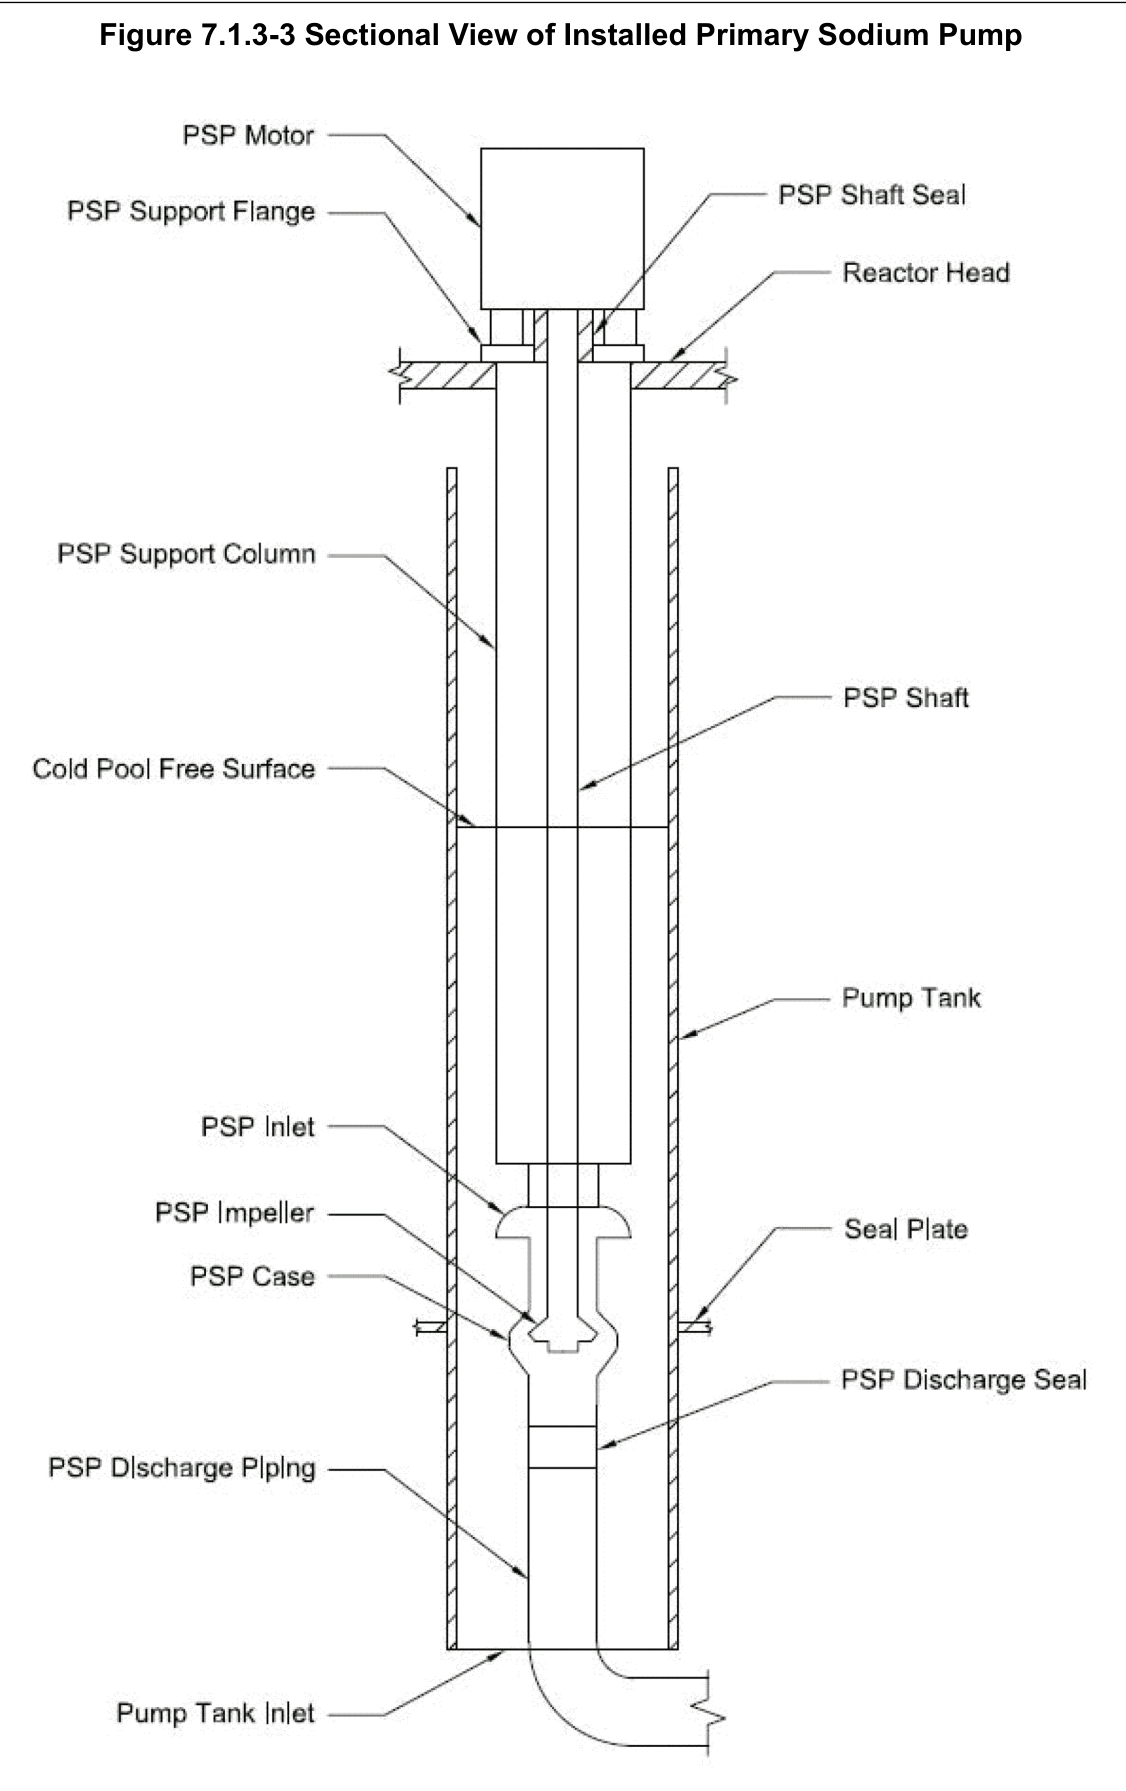 Figure 7.1.3-3 Sectional View of Installed Primary Sodium Pump
PSP Motor
PSP Shaft Seal
PSP Support Flange
Reactor Head
PSP Support Column
PSP Shaft
Cold Pool Free Surface
Pump Tank
PSP Inlet
PSP Impeller
Seal Plate
PSP Case
PSP Discharge Seal
PSP Discharge Piping
Pump Tank Inlet